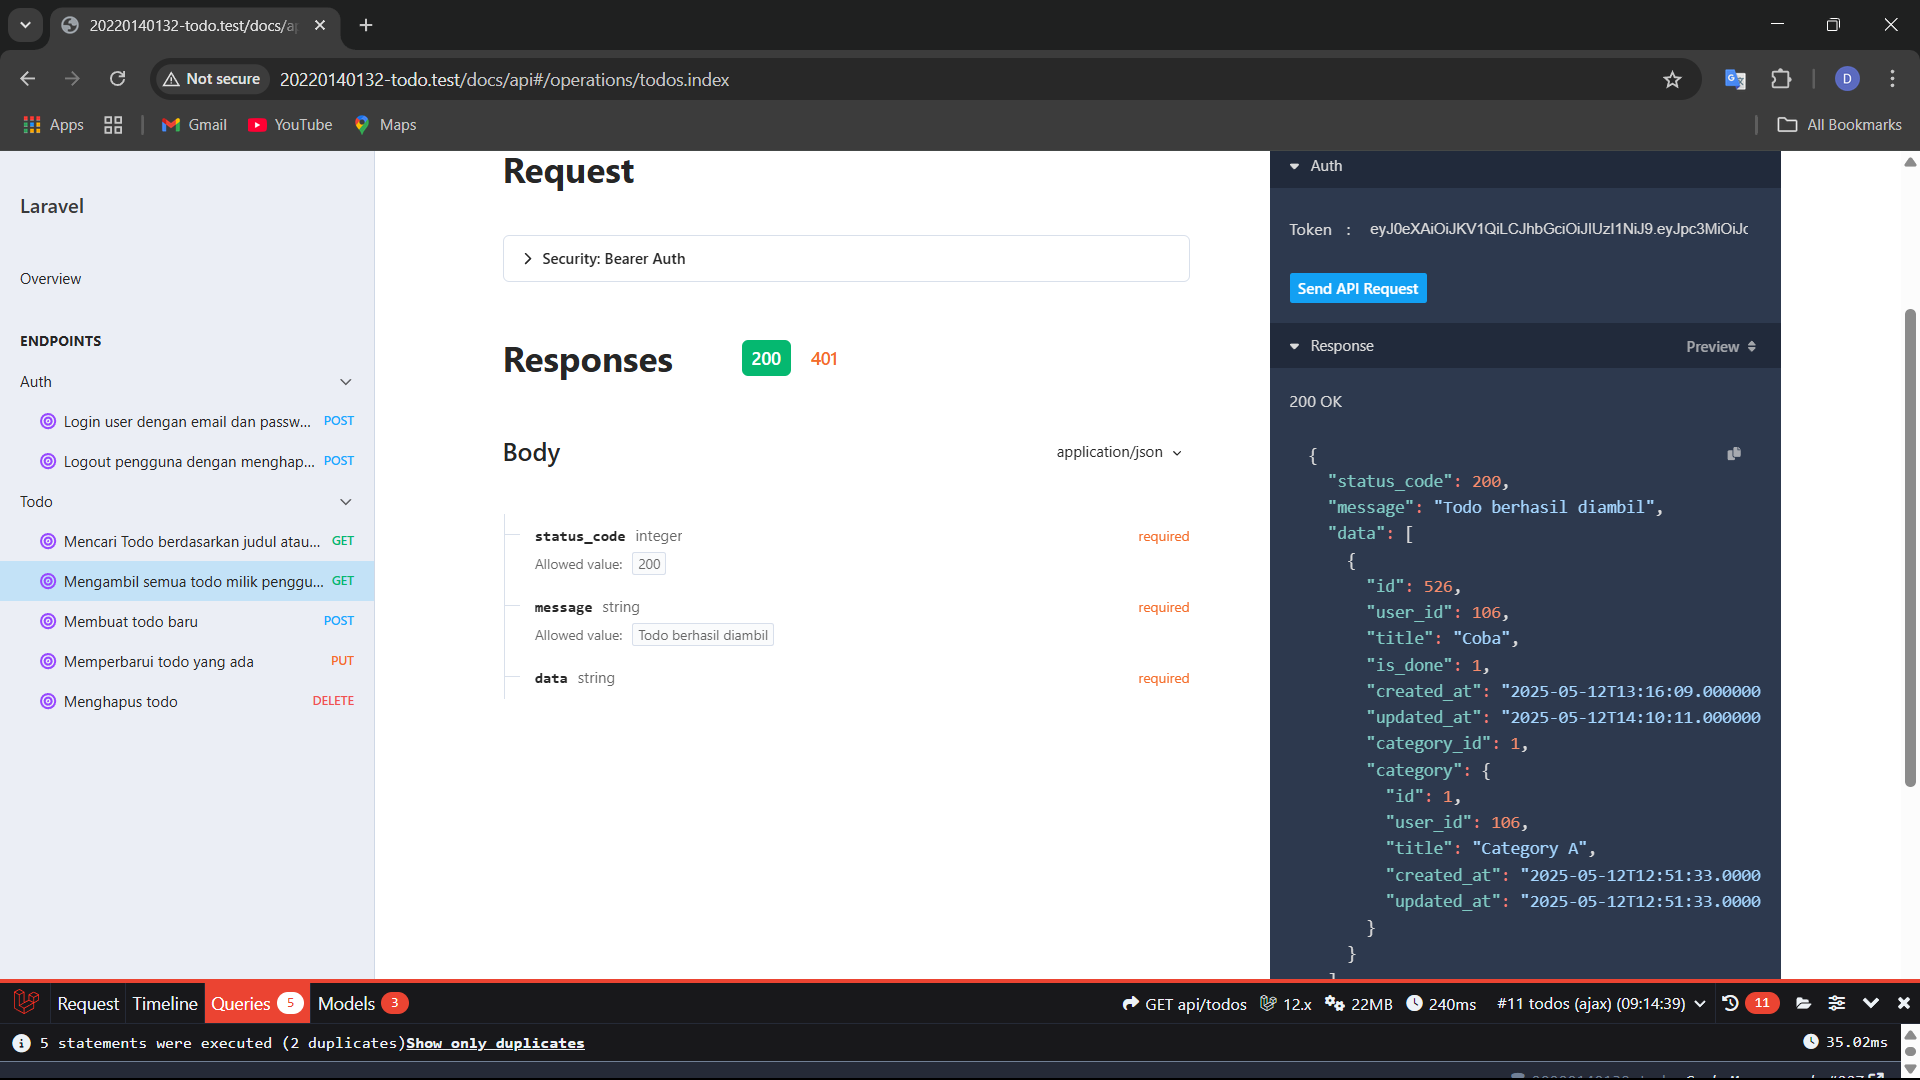 20220140132-todo.test/docs/ap
Not secure
20220140132-todo.test/docs/api#/operations/todos.index
D
Apps
Gmail
YouTube
Maps
All Bookmarks
Laravel
Overview
ENDPOINTS
Auth
Login user dengan email dan passw... POST
Logout pengguna dengan menghap... POST
Todo
Mencari Todo berdasarkan judul atau... GET
Mengambil semua todo milik penggu... GET
Membuat todo baru POST
Memperbarui todo yang ada PUT
Menghapus todo DELETE
Request
Security: Bearer Auth
Responses 200 401
Body application/json
status_code integer required
Allowed value: 200
message string required
Allowed value: Todo berhasil diambil
data string required
Auth
Token : eyJ0eXAiOiJKV1QiLCJhbGciOiJIUzI1NiJ9.eyJpc3MiOiJo
Send API Request
Response Preview
200 OK
{
"status_code": 200,
"message": "Todo berhasil diambil",
"data": [
{
"id": 526,
"user_id": 106,
"title": "Coba",
"is_done": 1,
"created_at": "2025-05-12T13:16:09.000000
"updated_at": "2025-05-12T14:10:11.000000
"category_id": 1,
"category": {
"id": 1,
"user_id": 106,
"title": "Category A",
"created_at": "2025-05-12T12:51:33.0000
"updated_at": "2025-05-12T12:51:33.0000
}
}
Request Timeline Queries 5 Models 3 GET api/todos 12.x 22MB 240ms #11 todos (ajax) (09:14:39) 11
5 statements were executed (2 duplicates)Show only duplicates 35.02ms